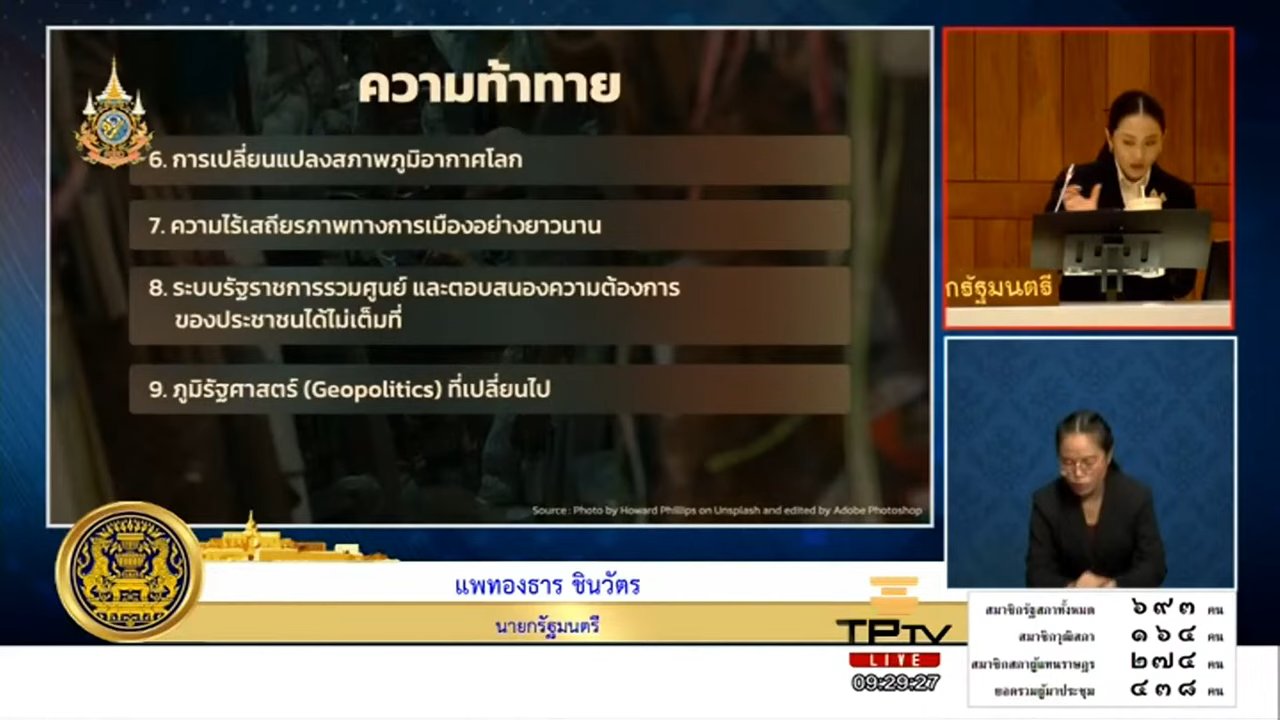 ความท้าทาย
6. การเปลี่ยนแปลงสภาพภูมิอากาศโลก
7. ความไร้เสถียรภาพทางการเมืองอย่างยาวนาน
8. ระบบรัฐราชการรวมศูนย์ และตอบสนองความต้องการ
ของประชาชนได้ไม่เต็มที่
9. ภูมิรัฐศาสตร์ (Geopolitics) ที่เปลี่ยนไป
Source : Photo by Howard Phillips on Unsplash and edited by Adobe Photoshop
กรัฐมนตรี
แพทองธาร ชินวัตร
นายกรัฐมนตรี
TPTV
LIVE
09:29:27
สมาชิกรัฐสภาทั้งหมด ๖๙๓ คน
สมาชิกวุฒิสภา ๑๖๔ คน
สมาชิกสภาผู้แทนราษฎร ๒๗๔ คน
ยอดรวมผู้มาประชุม ๔๓๘ คน